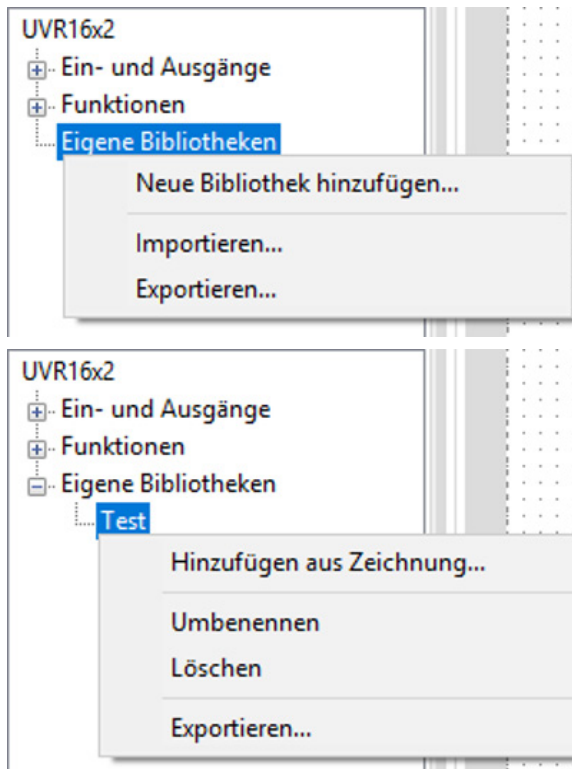 UVR16x2
Ein- und Ausgänge
Funktionen
Eigene Bibliotheken
Neue Bibliothek hinzufügen...
Importieren...
Exportieren...
UVR16x2
Ein- und Ausgänge
Funktionen
Eigene Bibliotheken
Test
Hinzufügen aus Zeichnung...
Umbenennen
Löschen
Exportieren...